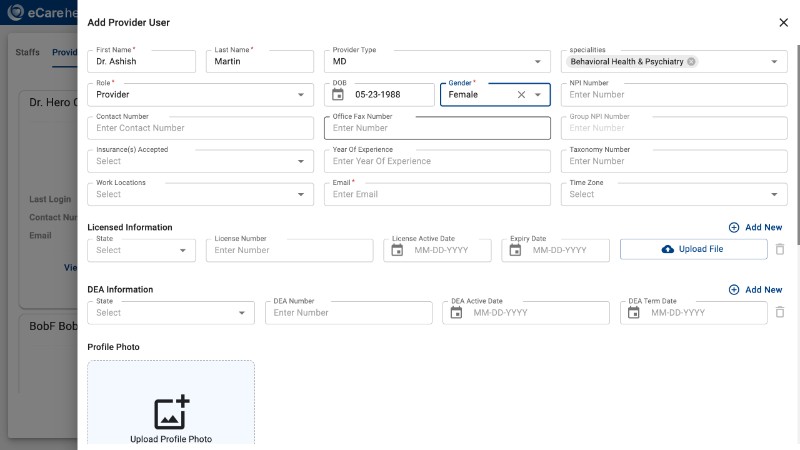 eCare he
Add Provider User
Staffs
Provid
First Name *
Dr. Ashish
Last Name *
Martin
Provider Type
MD
specialities
Behavioral Health & Psychiatry
Role *
Provider
DOB
05-23-1988
Gender *
Female
NPI Number
Enter Number
Contact Number
Enter Contact Number
Office Fax Number
Enter Number
Group NPI Number
Enter Number
Insurance(s) Accepted
Select
Year Of Experience
Enter Year Of Experience
Taxonomy Number
Enter Number
Work Locations
Select
Email *
Enter Email
Time Zone
Select
Dr. Hero C
Last Login
Contact Nur
Email
Vie
BobF Bob
Licensed Information
Add New
State
Select
License Number
Enter Number
License Active Date
MM-DD-YYYY
Expiry Date
MM-DD-YYYY
Upload File
DEA Information
Add New
State
Select
DEA Number
Enter Number
DEA Active Date
MM-DD-YYYY
DEA Term Date
MM-DD-YYYY
Profile Photo
Upload Profile Photo